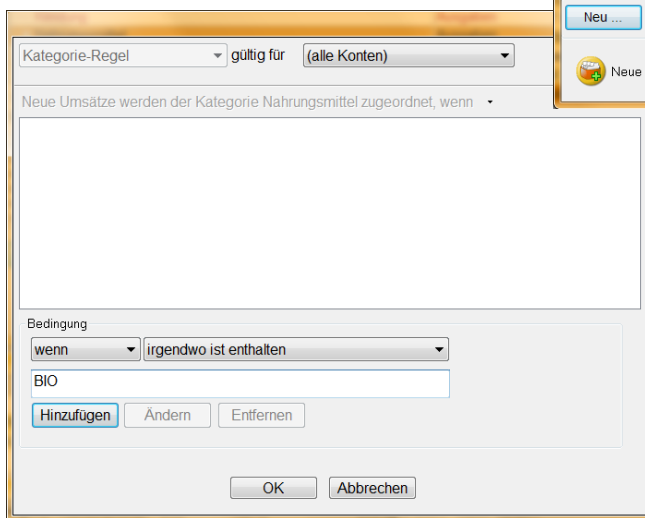 Neu ...
Kategorie-Regel gültig für (alle Konten)
Neue
Neue Umsätze werden der Kategorie Nahrungsmittel zugeordnet, wenn
Bedingung
wenn irgendwo ist enthalten
BIO
Hinzufügen Ändern Entfernen
OK Abbrechen